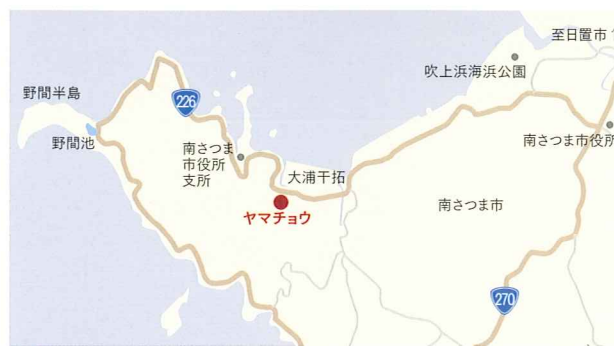 至日置市
吹上浜海浜公園
野間半島
226
野間池
南さつま
市役所
支所
南さつま市役所
大浦干拓
ヤマチョウ
南さつま市
270